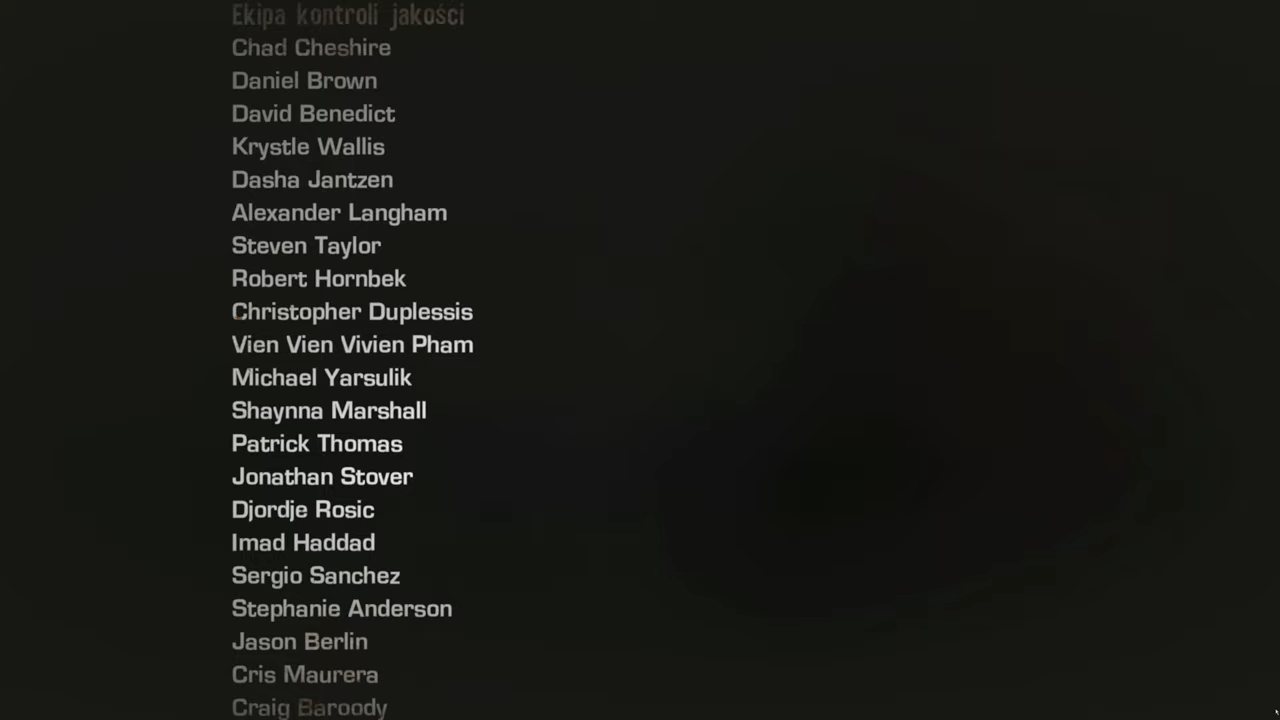 Ekipa kontroli jakości
Chad Cheshire
Daniel Brown
David Benedict
Krystle Wallis
Dasha Jantzen
Alexander Langham
Steven Taylor
Robert Hornbek
Christopher Duplessis
Vien Vien Vivien Pham
Michael Yarsulik
Shaynna Marshall
Patrick Thomas
Jonathan Stover
Djordje Rosic
Imad Haddad
Sergio Sanchez
Stephanie Anderson
Jason Berlin
Cris Maurera
Craig Baroody